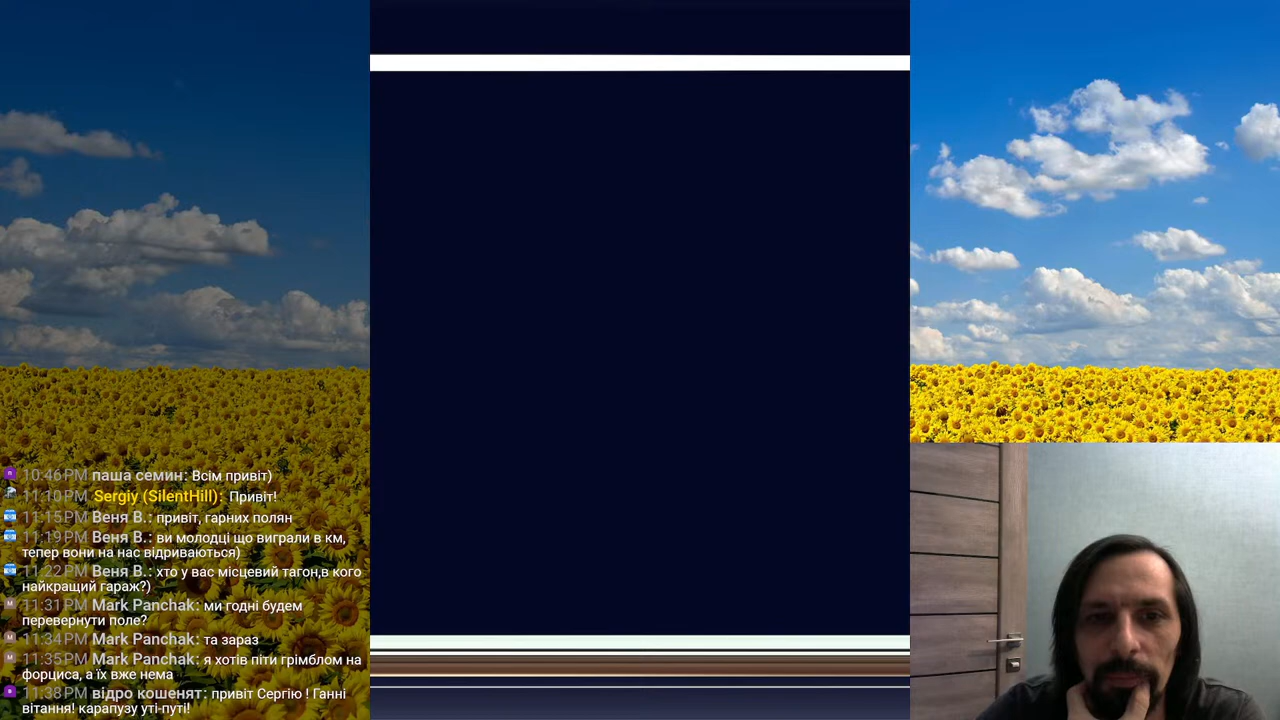 10:46 PM паша семин: Всім привіт)
11:10 PM Sergiy (SilentHill): Привіт!
11:15 PM Веня В.: привіт, гарних полян
11:19 PM Веня В.: ви молодці що виграли в км,
тепер вони на нас відриваються)
11:22 PM Веня В.: хто у вас місцевий тагон,в кого
найкращий гараж?)
11:31 PM Mark Panchak: ми годні будем
перевернути поле?
11:34 PM Mark Panchak: та зараз
11:35 PM Mark Panchak: я хотів піти грімблом на
форциса, а їх вже нема
11:38 PM відро кошенят: привіт Сергію ! Ганні
вітання! карапузу уті-путі!